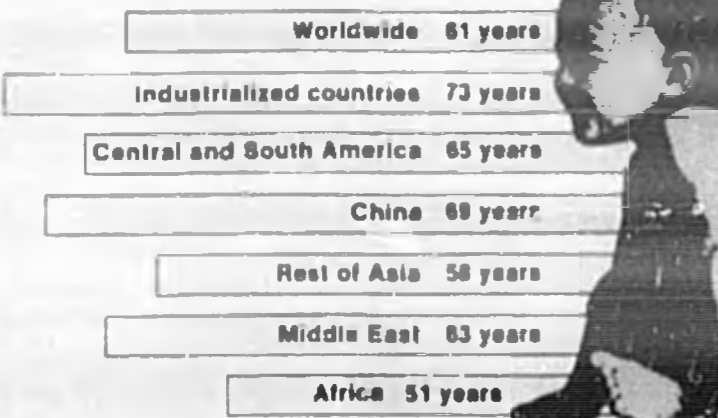 Worldwide 61 years
Industrialized countries 73 years
Central and South America 65 years
China 69 years
Rest of Asia 58 years
Middle East 63 years
Africa 51 years